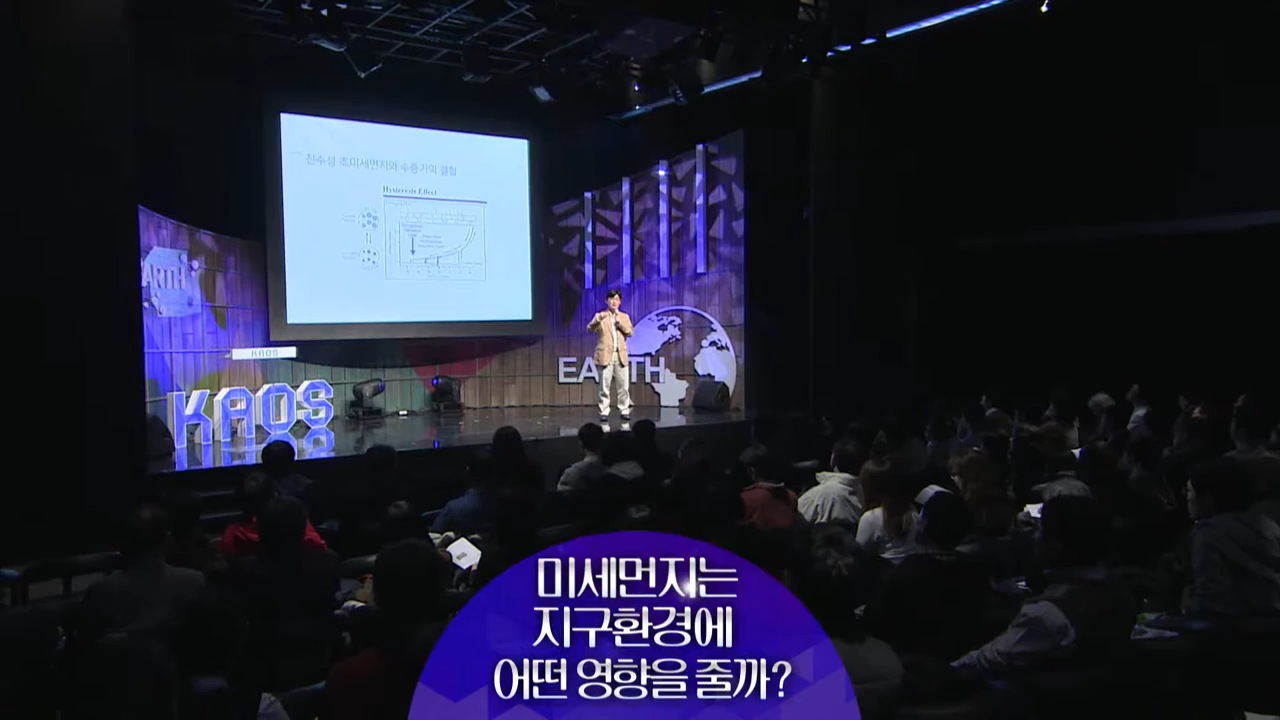 친수성 초미세먼지와 수증기의 결합
Hysteresis Effect
EARTH
KAOS
KAOS
EARTH
미세먼지는
지구환경에
어떤 영향을 줄까?